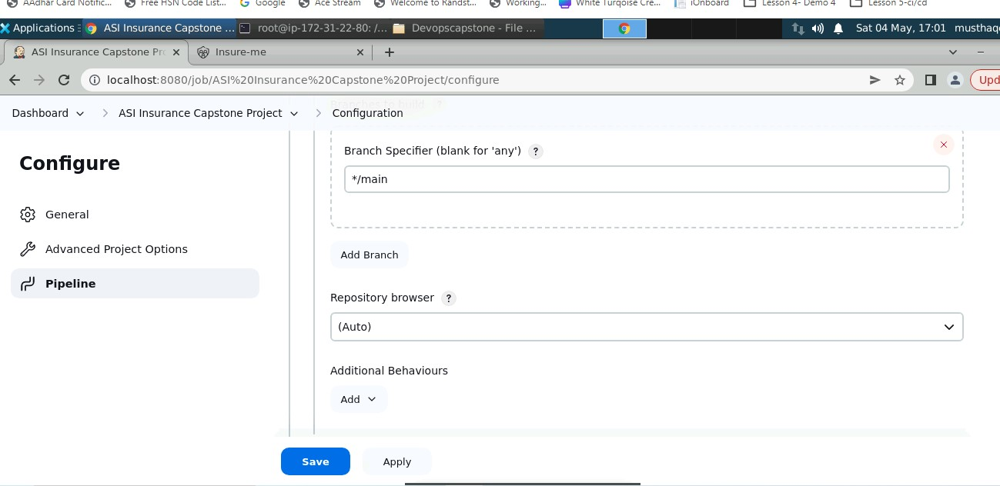 AAdhar Card Notific... Free HSN Code List... Google Ace Stream Welcome to Randst... Working... White Turqoise Cre... iOnboard Lesson 4- Demo 4 Lesson 5-ci/cd
Applications ASI Insurance Capstone ... root@ip-172-31-22-80: /... Devopscapstone - File ... Sat 04 May, 17:01 musthaq
ASI Insurance Capstone Pr Insure-me
localhost:8080/job/ASI%20Insurance%20Capstone%20Project/configure Upd
Branches to build ?
Dashboard ASI Insurance Capstone Project Configuration
Configure
General
Advanced Project Options
Pipeline
Branch Specifier (blank for 'any') ?
*/main
Add Branch
Repository browser ?
(Auto)
Additional Behaviours
Add
Save Apply